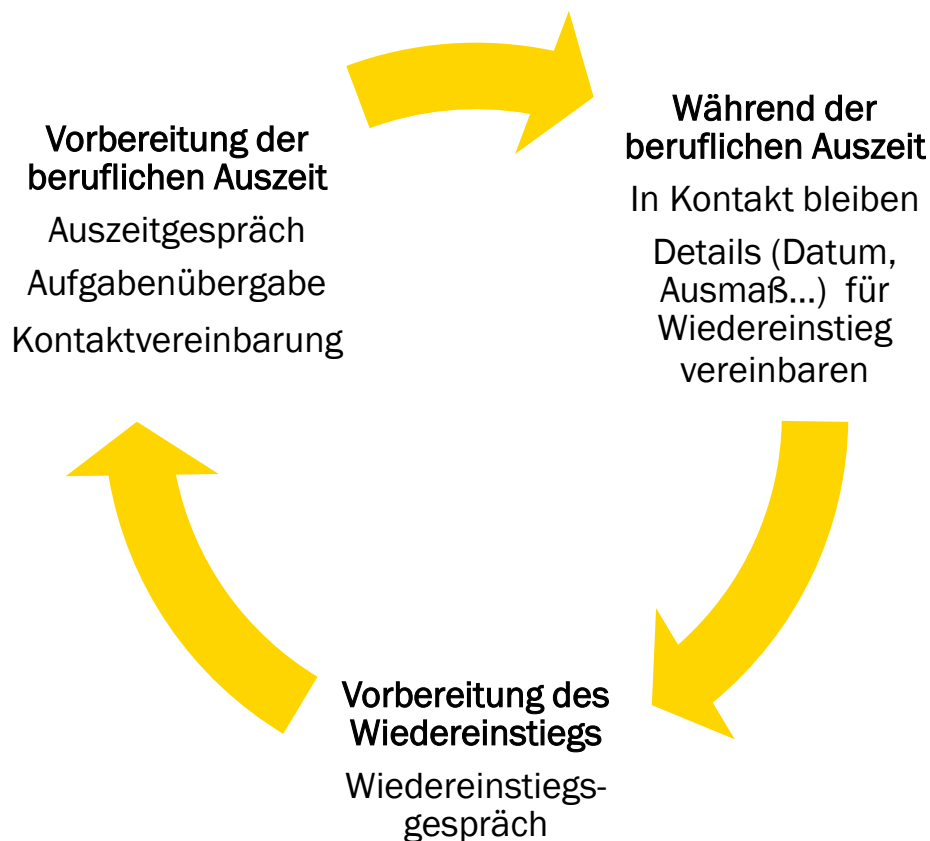 Vorbereitung der
beruflichen Auszeit
Auszeitgespräch
Aufgabenübergabe
Kontaktvereinbarung
Während der
beruflichen Auszeit
In Kontakt bleiben
Details (Datum,
Ausmaß...)  für
Wiedereinstieg
vereinbaren
Vorbereitung des
Wiedereinstiegs
Wiedereinstiegs-
gespräch